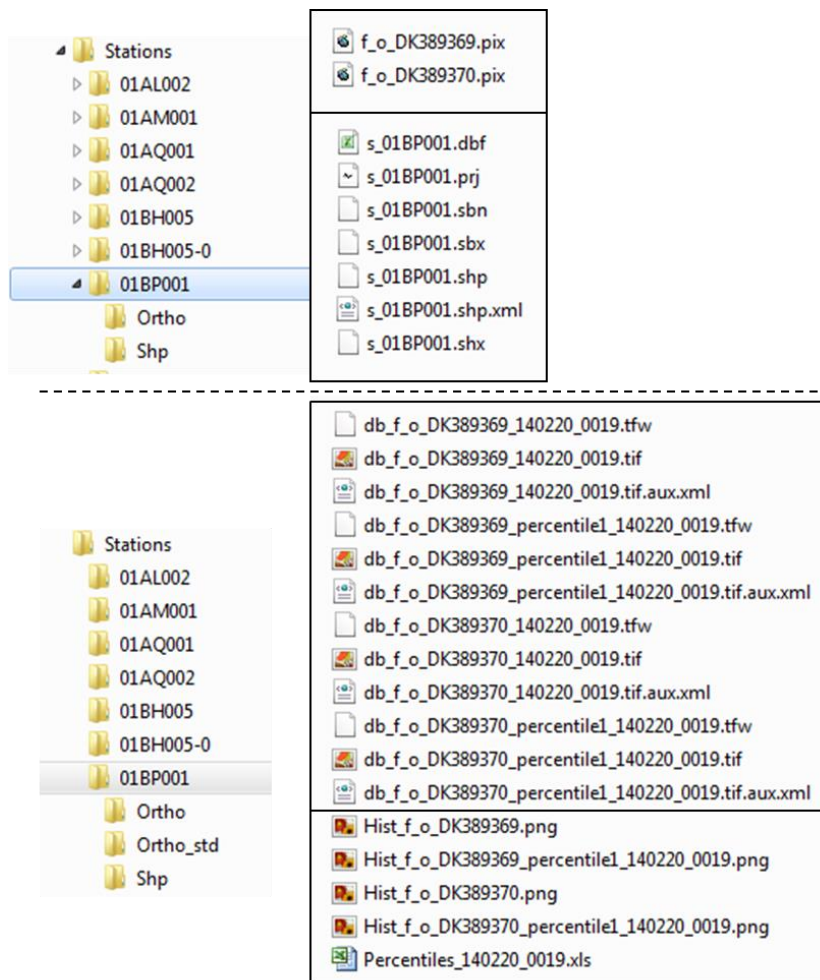 Stations
01AL002
01AM001
01AQ001
01AQ002
01BH005
01BH005-0
01BP001
Ortho
Shp
f_o_DK389369.pix
f_o_DK389370.pix
s_01BP001.dbf
s_01BP001.prj
s_01BP001.sbn
s_01BP001.sbx
s_01BP001.shp
s_01BP001.shp.xml
s_01BP001.shx
Stations
01AL002
01AM001
01AQ001
01AQ002
01BH005
01BH005-0
01BP001
Ortho
Ortho_std
Shp
db_f_o_DK389369_140220_0019.tfw
db_f_o_DK389369_140220_0019.tif
db_f_o_DK389369_140220_0019.tif.aux.xml
db_f_o_DK389369_percentile1_140220_0019.tfw
db_f_o_DK389369_percentile1_140220_0019.tif
db_f_o_DK389369_percentile1_140220_0019.tif.aux.xml
db_f_o_DK389370_140220_0019.tfw
db_f_o_DK389370_140220_0019.tif
db_f_o_DK389370_140220_0019.tif.aux.xml
db_f_o_DK389370_percentile1_140220_0019.tfw
db_f_o_DK389370_percentile1_140220_0019.tif
db_f_o_DK389370_percentile1_140220_0019.tif.aux.xml
Hist_f_o_DK389369.png
Hist_f_o_DK389369_percentile1_140220_0019.png
Hist_f_o_DK389370.png
Hist_f_o_DK389370_percentile1_140220_0019.png
Percentiles_140220_0019.xls